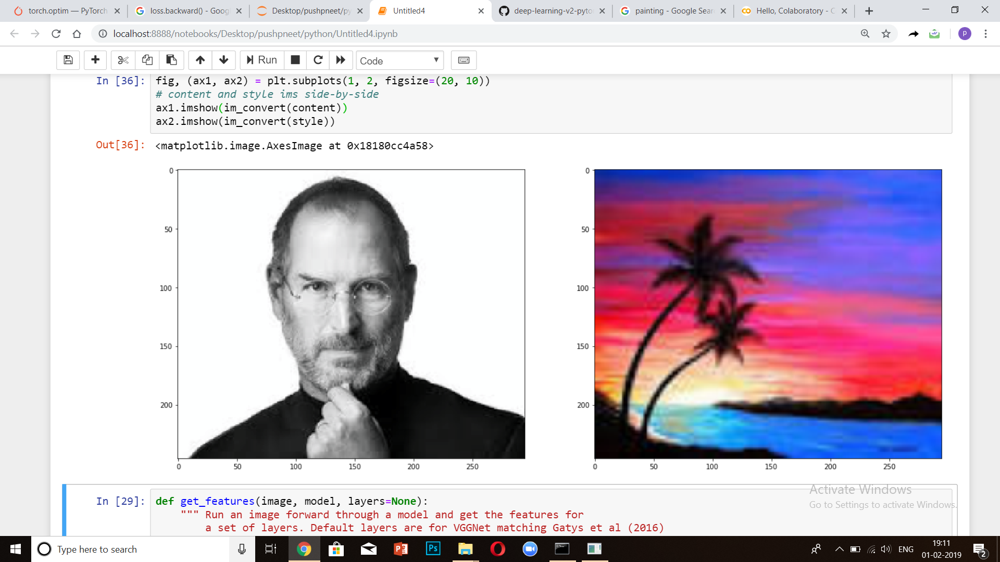 torch.optim — PyTorch
loss.backward() - Goog
Desktop/pushpneet/py
Untitled4
deep-learning-v2-pyto
painting - Google Sear
Hello, Colaboratory - C
localhost:8888/notebooks/Desktop/pushpneet/python/Untitled4.ipynb
p
Run
Code
In [36]:
fig, (ax1, ax2) = plt.subplots(1, 2, figsize=(20, 10))
# content and style ims side-by-side
ax1.imshow(im_convert(content))
ax2.imshow(im_convert(style))
Out[36]:
<matplotlib.image.AxesImage at 0x18180cc4a58>
0
50
100
150
200
0
50
100
150
200
250
0
50
100
150
200
0
50
100
150
200
250
In [29]:
def get_features(image, model, layers=None):
""" Run an image forward through a model and get the features for
a set of layers. Default layers are for VGGNet matching Gatys et al (2016)
Activate Windows
Go to Settings to activate Windows.
Type here to search
Ps
ENG
19:11
01-02-2019
2